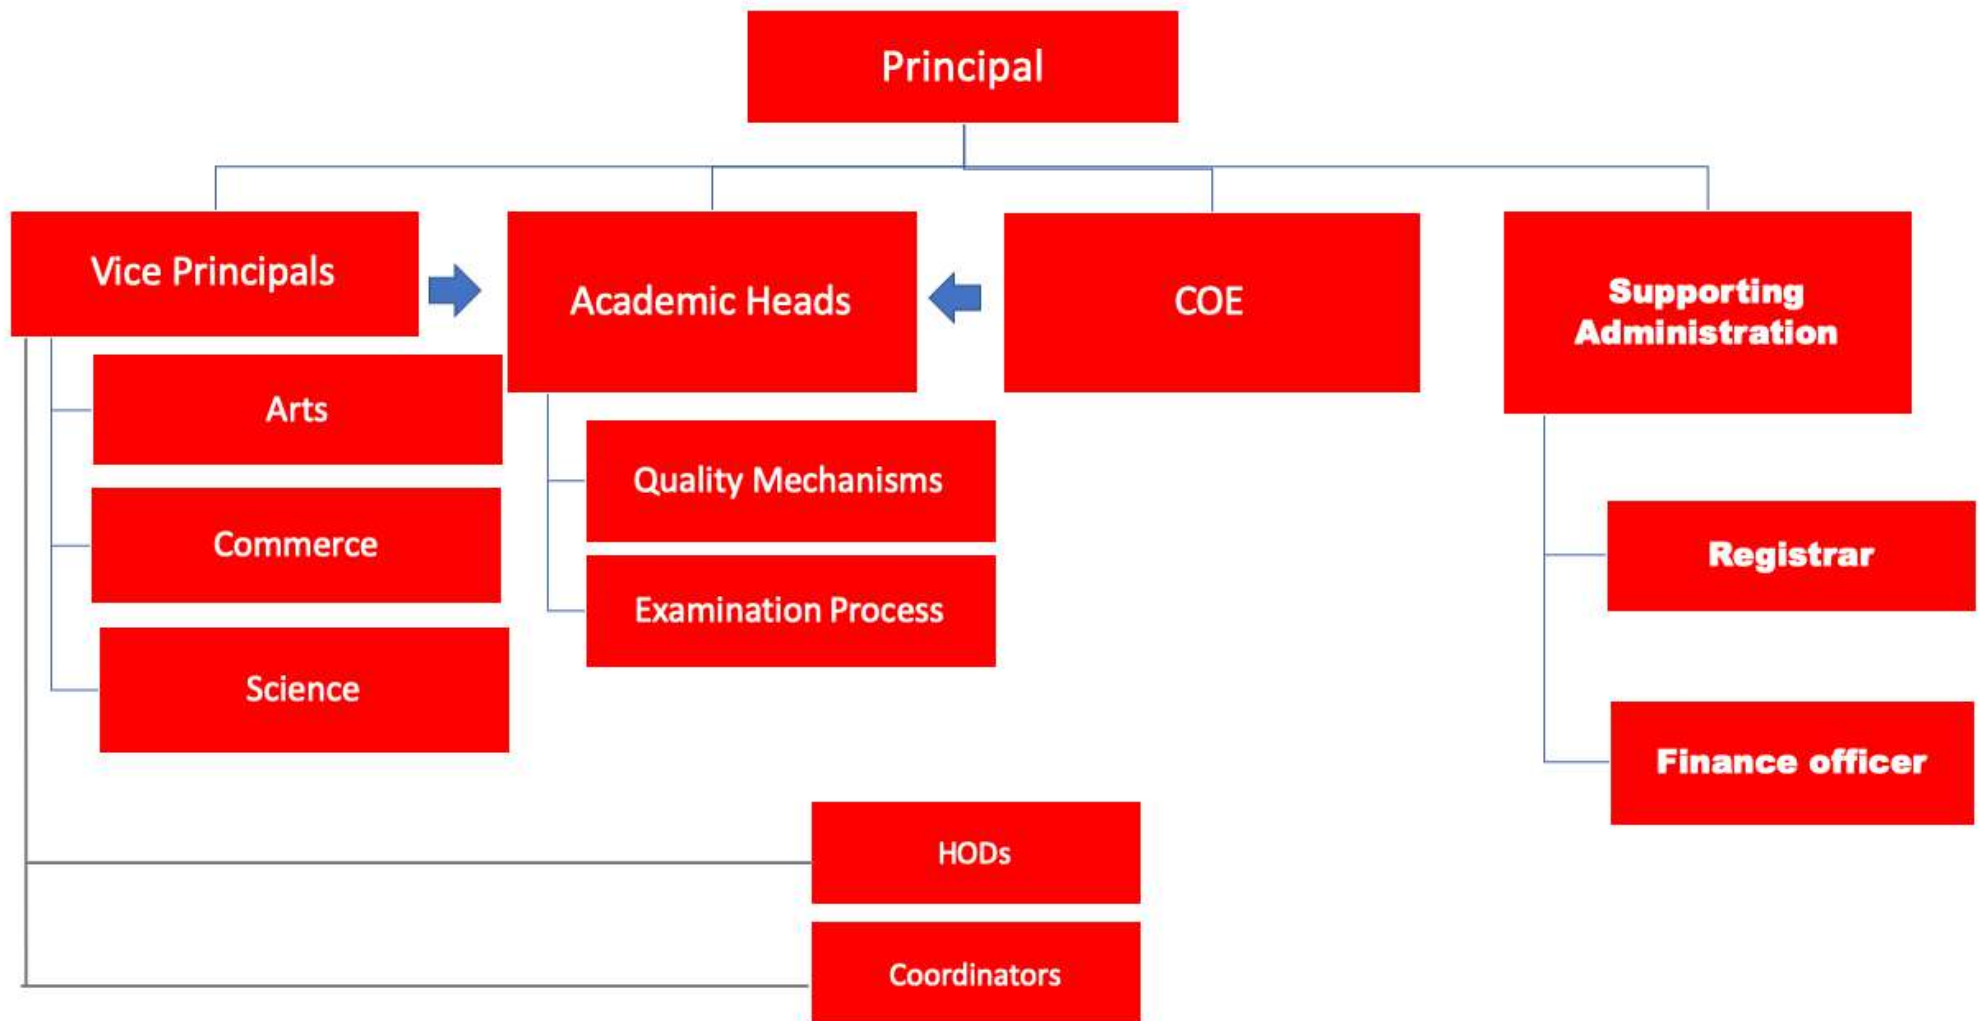 Principal
Vice Principals
Academic Heads
COE
Supporting
Administration
Arts
Commerce
Science
Quality Mechanisms
Examination Process
Registrar
Finance officer
HODs
Coordinators